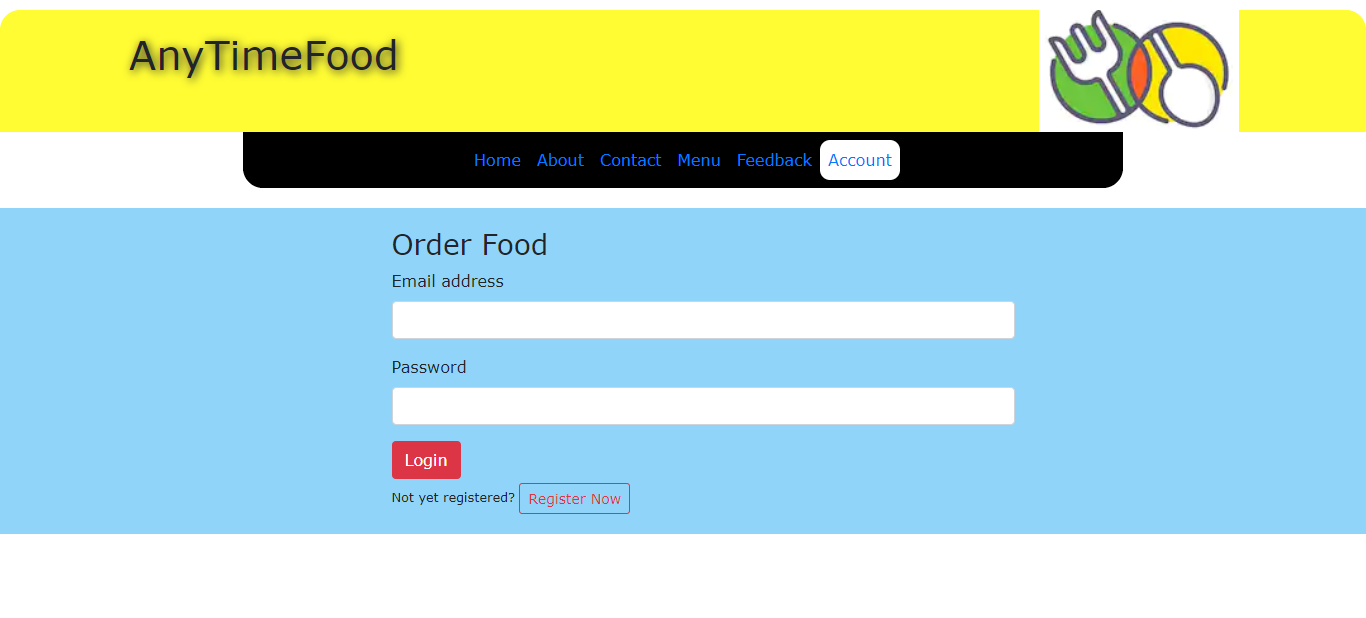 AnyTimeFood
Home About Contact Menu Feedback Account
Order Food
Email address
Password
Login
Not yet registered? Register Now